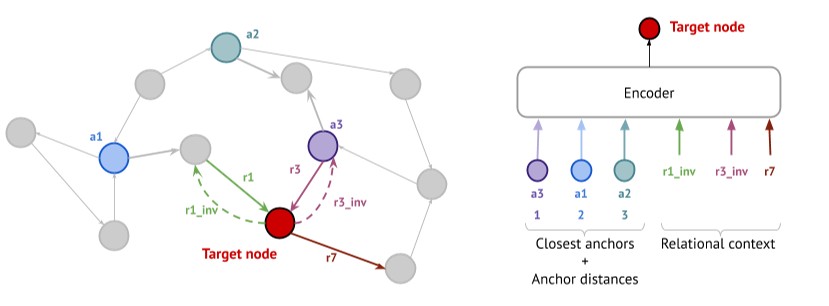 a2
a1
a3
r1
r3
r1_inv
r3_inv
Target node
r7
Target node
Encoder
a3 a1 a2 r1_inv r3_inv r7
1 2 3
Closest anchors
+
Anchor distances
Relational context